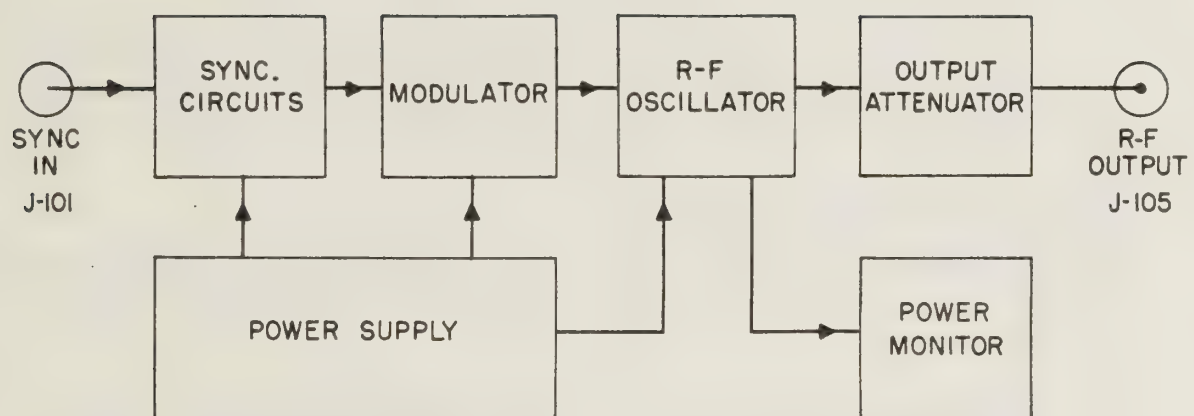 SYNC
IN
J-101
SYNC.
CIRCUITS
MODULATOR
R-F
OSCILLATOR
OUTPUT
ATTENUATOR
R-F
OUTPUT
J-105
POWER SUPPLY
POWER
MONITOR